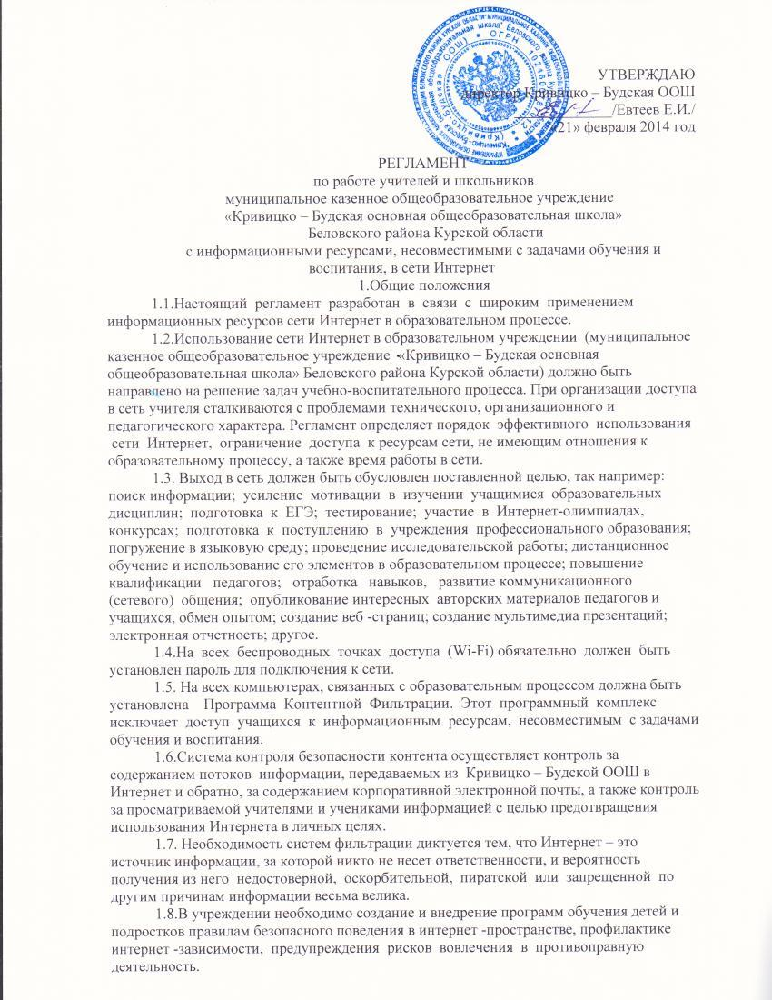 УТВЕРЖДАЮ
директор Кривицко – Будская ООШ
/Евтеев Е.И./
«21» февраля 2014 год
РЕГЛАМЕНТ
по работе учителей и школьников
муниципальное казенное общеобразовательное учреждение
«Кривицко – Будская основная общеобразовательная школа»
Беловского района Курской области
с информационными ресурсами, несовместимыми с задачами обучения и
воспитания, в сети Интернет
1.Общие положения
1.1.Настоящий регламент разработан в связи с широким применением
информационных ресурсов сети Интернет в образовательном процессе.
1.2.Использование сети Интернет в образовательном учреждении (муниципальное
казенное общеобразовательное учреждение «Кривицко – Будская основная
общеобразовательная школа» Беловского района Курской области) должно быть
направлено на решение задач учебно-воспитательного процесса. При организации доступа
в сеть учителя сталкиваются с проблемами технического, организационного и
педагогического характера. Регламент определяет порядок эффективного использования
сети Интернет, ограничение доступа к ресурсам сети, не имеющим отношения к
образовательному процессу, а также время работы в сети.
1.3. Выход в сеть должен быть обусловлен поставленной целью, так например:
поиск информации; усиление мотивации в изучении учащимися образовательных
дисциплин; подготовка к ЕГЭ; тестирование; участие в Интернет-олимпиадах,
конкурсах; подготовка к поступлению в учреждения профессионального образования;
погружение в языковую среду; проведение исследовательской работы; дистанционное
обучение и использование его элементов в образовательном процессе; повышение
квалификации педагогов; отработка навыков, развитие коммуникационного
(сетевого) общения; опубликование интересных авторских материалов педагогов и
учащихся, обмен опытом; создание веб -страниц; создание мультимедиа презентаций;
электронная отчетность; другое.
1.4.На всех беспроводных точках доступа (Wi-Fi) обязательно должен быть
установлен пароль для подключения к сети.
1.5. На всех компьютерах, связанных с образовательным процессом должна быть
установлена Программа Контентной Фильтрации. Этот программный комплекс
исключает доступ учащихся к информационным ресурсам, несовместимым с задачами
обучения и воспитания.
1.6.Система контроля безопасности контента осуществляет контроль за
содержанием потоков информации, передаваемых из Кривицко – Будской ООШ в
Интернет и обратно, за содержанием корпоративной электронной почты, а также контроль
за просматриваемой учителями и учениками информацией с целью предотвращения
использования Интернета в личных целях.
1.7. Необходимость систем фильтрации диктуется тем, что Интернет – это
источник информации, за которой никто не несет ответственности, и вероятность
получения из него недостоверной, оскорбительной, пиратской или запрещенной по
другим причинам информации весьма велика.
1.8.В учреждении необходимо создание и внедрение программ обучения детей и
подростков правилам безопасного поведения в интернет -пространстве, профилактике
интернет -зависимости, предупреждения рисков вовлечения в противоправную
деятельность.